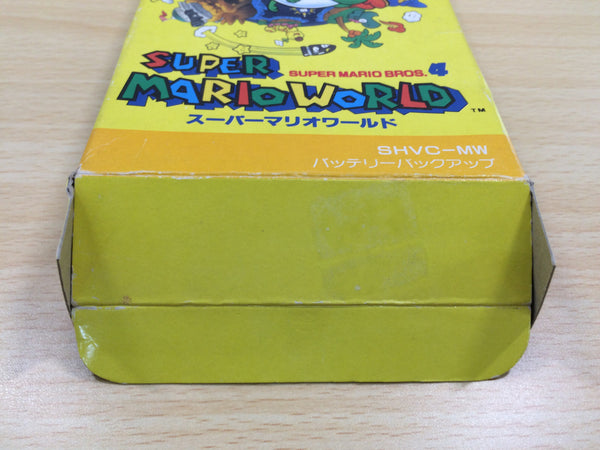 SUPER MARIO BROS. 4
SUPER
MARIO WORLD TM
スーパーマリオワールド
SHVC-MW
バッテリーバックアップ